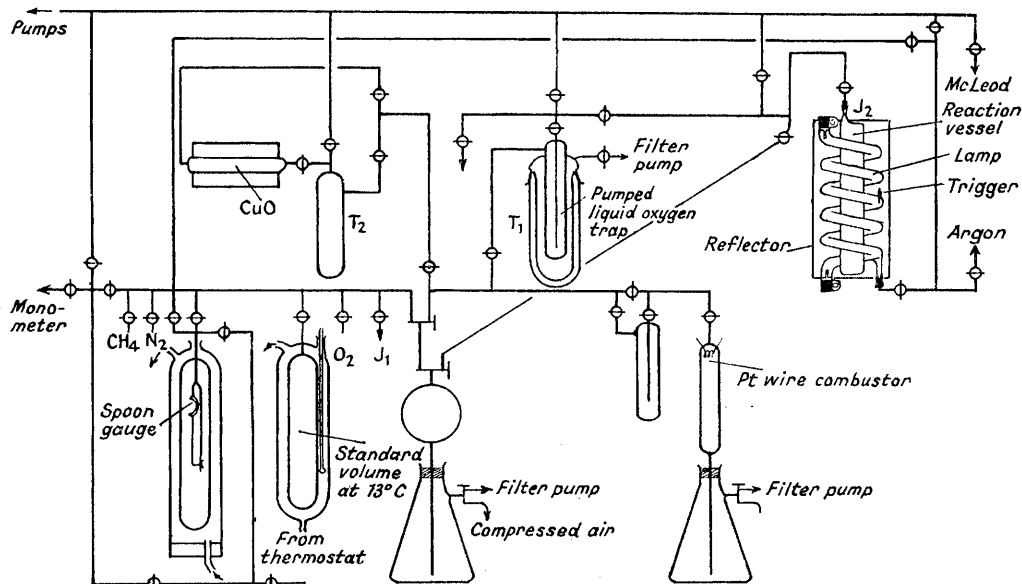 Pumps
McLeod
J2
Reaction
vessel
Lamp
Trigger
Argon
Reflector
Filter
pump
Pumped
liquid oxygen
trap
T1
CuO
T2
Mono-
meter
CH4
N2
O2
J1
Spoon
gauge
Standard
volume
at 13°C
From
thermostat
Filter pump
Compressed air
Pt wire combustor
Filter pump